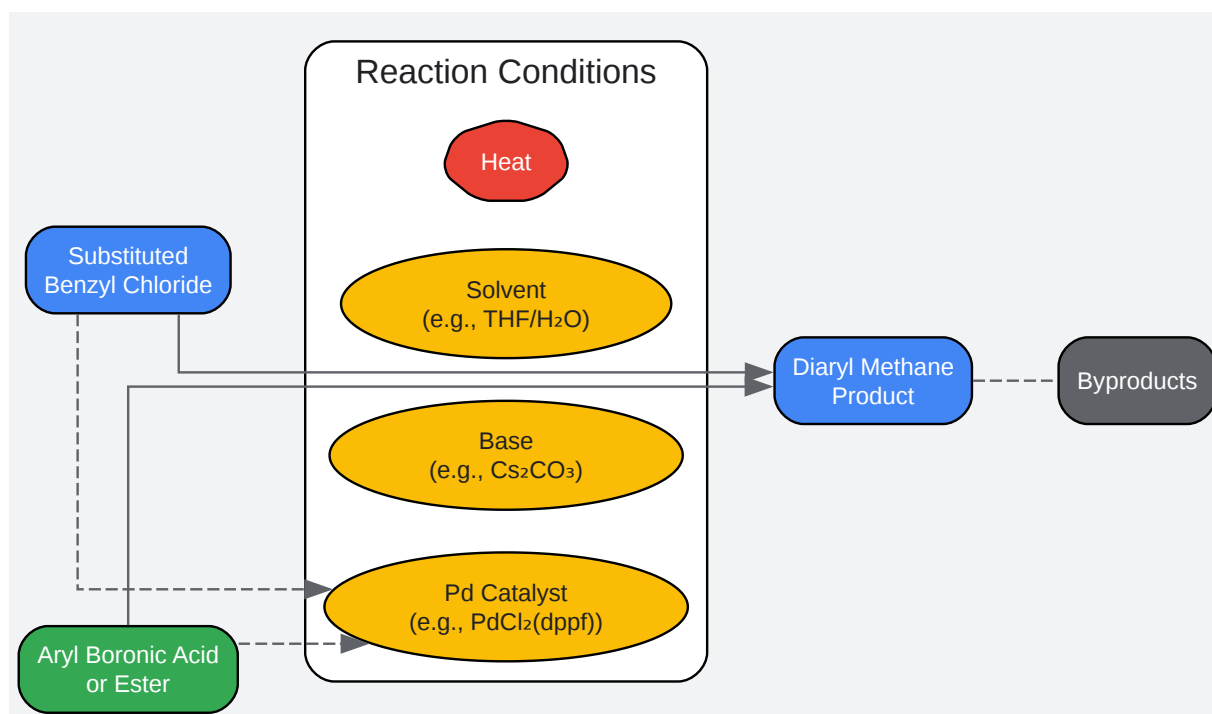 Reaction Conditions
Heat
Substituted
Benzyl Chloride
Solvent
(e.g., THF/H₂O)
Diaryl Methane
Product
Byproducts
Base
(e.g., Cs₂CO₃)
Pd Catalyst
(e.g., PdCl₂(dppf))
Aryl Boronic Acid
or Ester